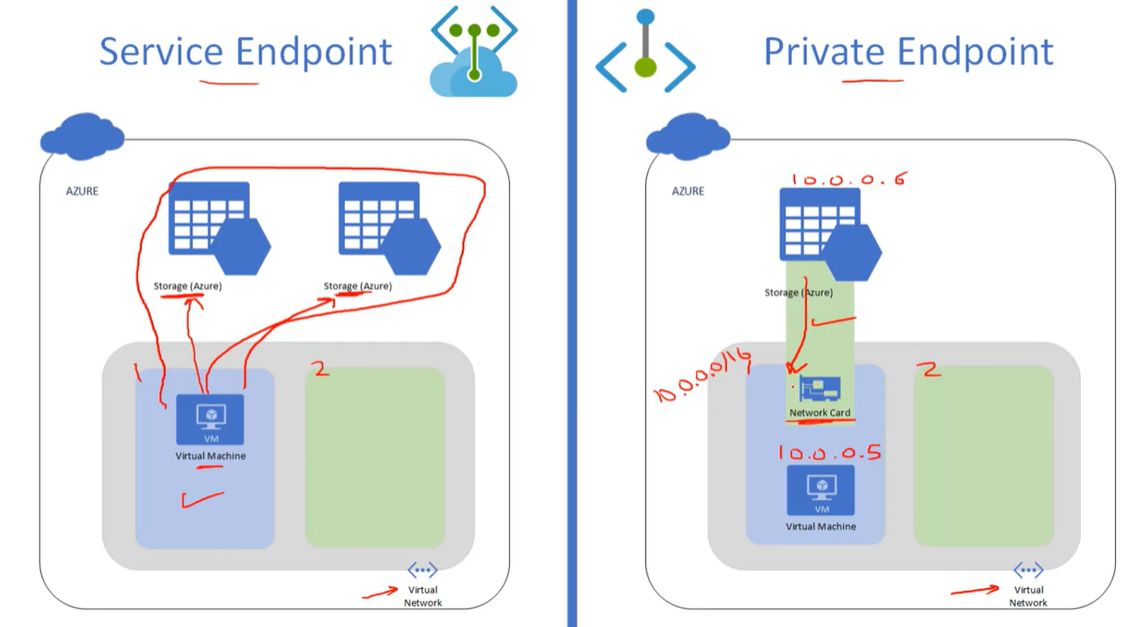 Service Endpoint
AZURE
Storage (Azure)
Storage (Azure)
1
2
VM
Virtual Machine
Virtual
Network
Private Endpoint
AZURE
10.0.0.6
Storage (Azure)
10.0.0.0/16
1
2
Network Card
10.0.0.5
VM
Virtual Machine
Virtual
Network